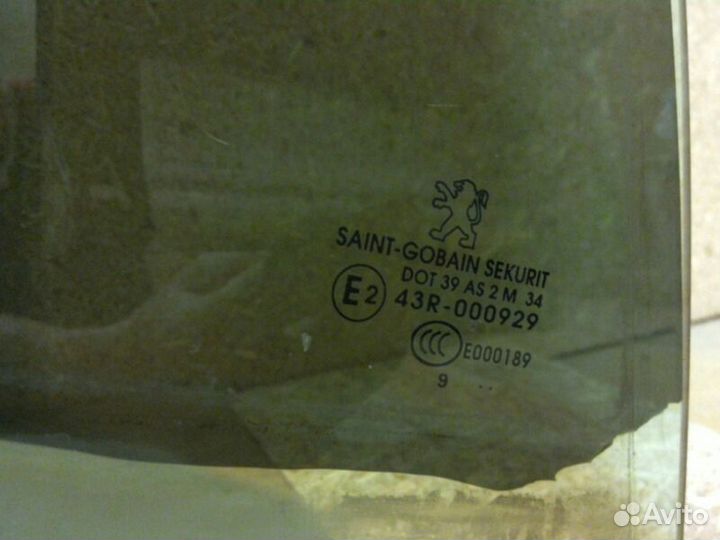 SAINT-GOBAIN SEKURIT
DOT 39 AS 2 M 34
E2 43R-000929
CCC E000189
9 ..
Avito